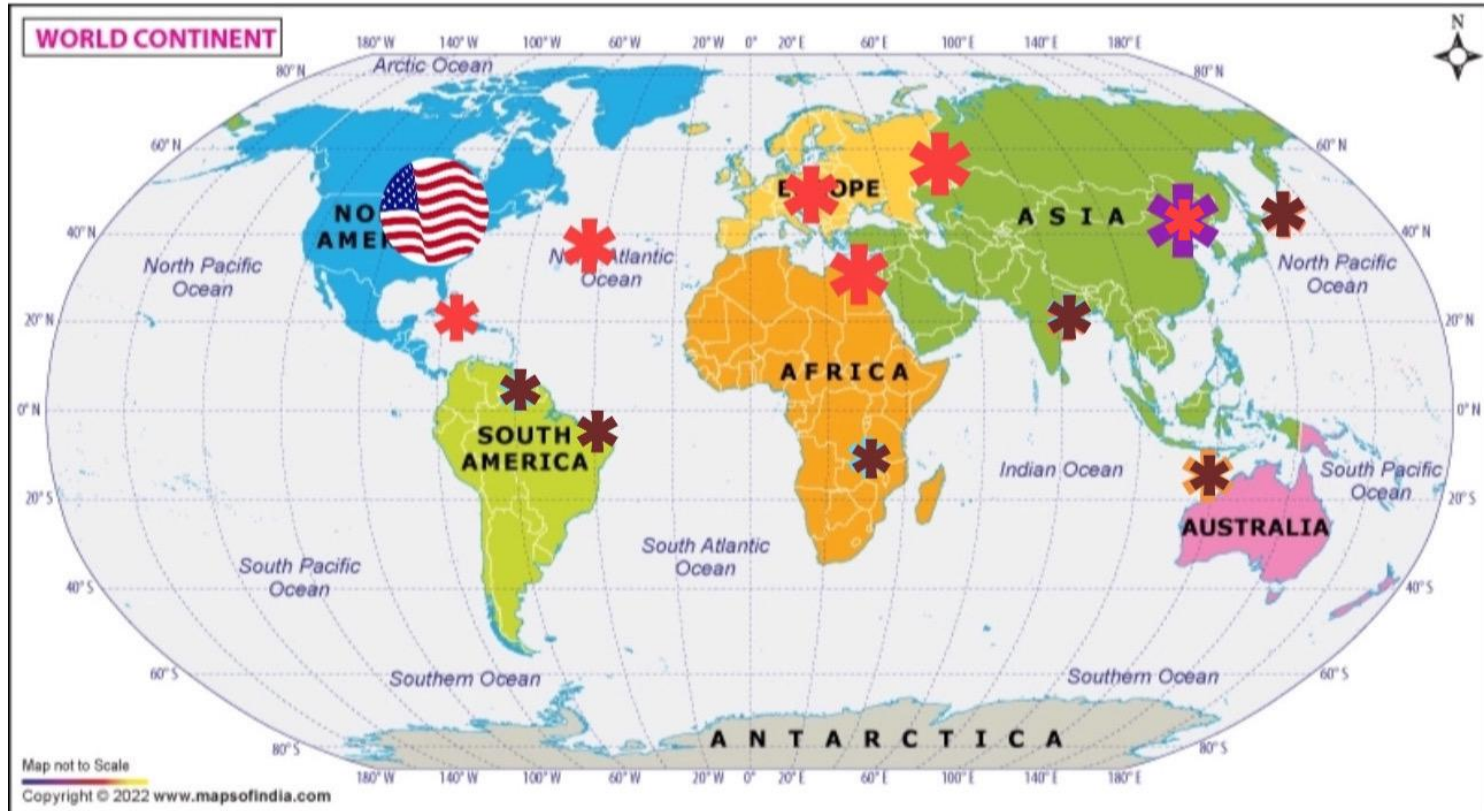 WORLD CONTINENT
N
180° W 140° W 100° W 60° W 20° W 0° 20° E 60° E 100° E 140° E 180° E
Arctic Ocean
80° N 80° N
60° N 60° N
EUROPE
NO
AME
ASIA
40° N 40° N
North Pacific
Ocean
Atlantic
Ocean
North Pacific
Ocean
20° N 20° N
AFRICA
0° N 0° N
SOUTH
AMERICA
Indian Ocean
South Pacific
Ocean
20° S 20° S
AUSTRALIA
South Atlantic
Ocean
South Pacific
Ocean
40° S 40° S
60° S 60° S
Southern Ocean
Southern Ocean
ANTARCTICA
80° S 80° S
180° W 140° W 100° W 20° W 60° W 0° 20° E 60° E 100° E 140° E 180° E
Map not to Scale
Copyright © 2022 www.mapsofindia.com